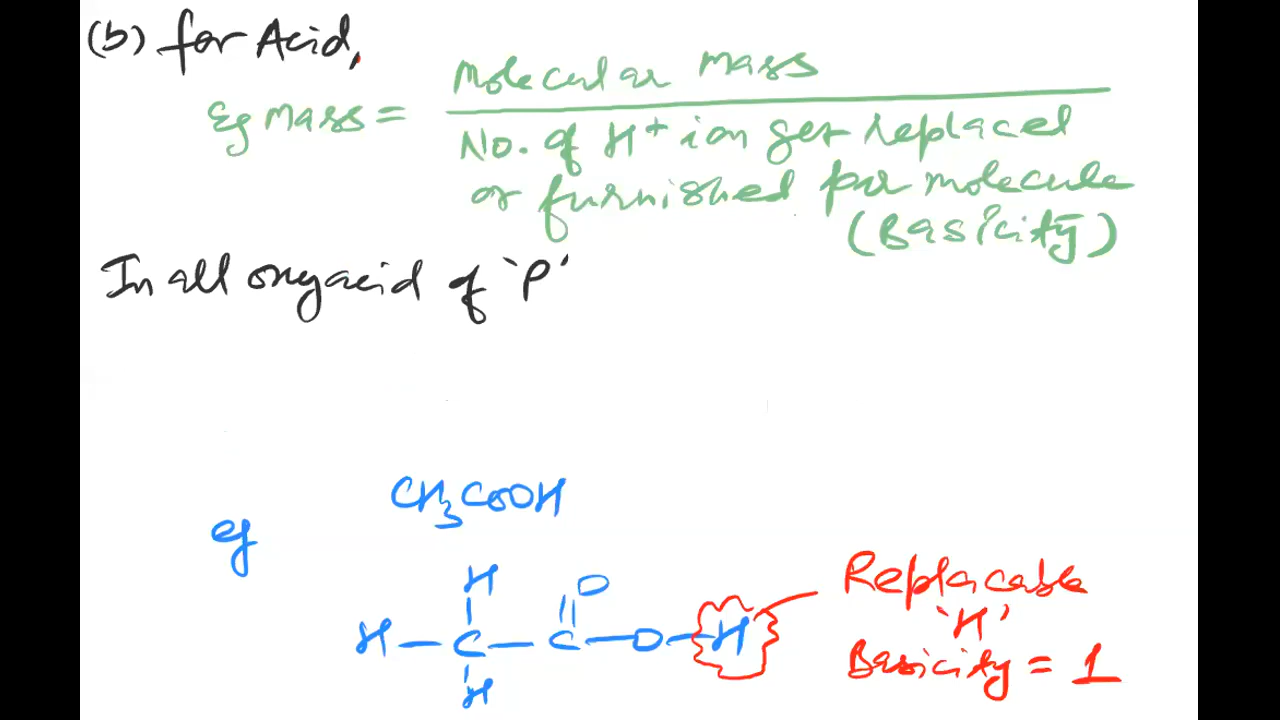 (b) for Acid,
Eq Mass = Molecular Mass
No. of H+ ion get replaced
or furnished per molecule
(Basicity)
In all oxyacid of 'P'
eg
CH3COOH
H O
H - C - C - O - H
H
Replacable
'H'
Basicity = 1